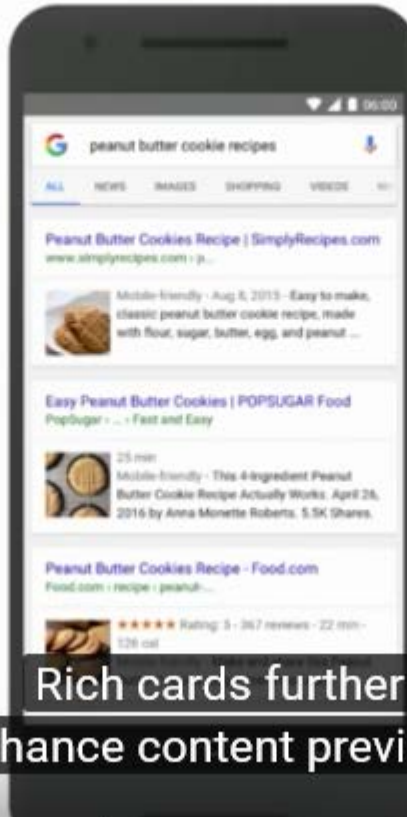 06:00
peanut butter cookie recipes
ALL NEWS IMAGES SHOPPING VIDEOS
Peanut Butter Cookies Recipe | SimplyRecipes.com
www.simplyrecipes.com › p...
Mobile-friendly - Aug 8, 2015 - Easy to make,
classic peanut butter cookie recipe, made
with flour, sugar, butter, egg, and peanut ...
Easy Peanut Butter Cookies | POPSUGAR Food
PopSugar › ... › Fast and Easy
25 min
Mobile-friendly - This 4-Ingredient Peanut
Butter Cookie Recipe Actually Works. April 26,
2016 by Anna Monette Roberts. 5.5K Shares.
Peanut Butter Cookies Recipe - Food.com
Food.com › recipe › peanut-...
★★★★★ Rating: 5 - 367 reviews - 22 min -
126 cal
Rich cards further
hance content previ